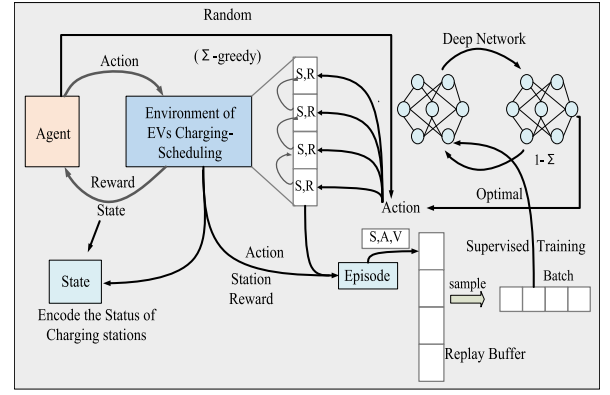 Random
Deep Network
Action
(Σ-greedy)
S,R
S,R
S,R
S,R
Agent
Environment of
EVs Charging-
Scheduling
1- Σ
Reward
State
Optimal
Action
State
Encode the Status of
Charging stations
Action
Station
Reward
S,A,V
Episode
Supervised Training
Batch
sample
Replay Buffer